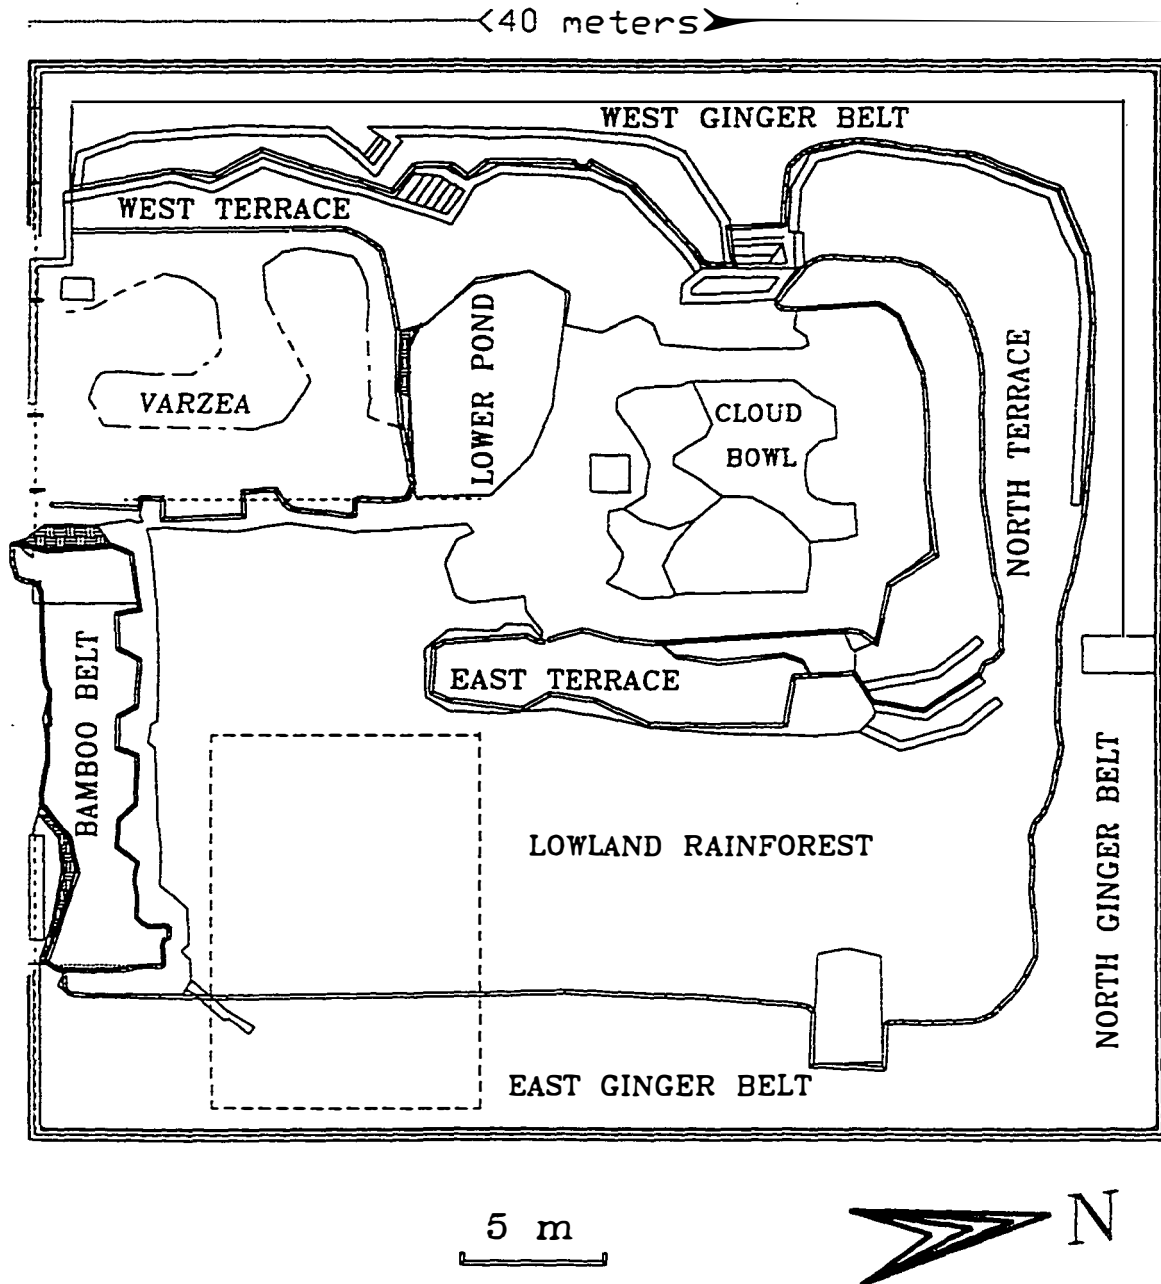 40 meters
WEST GINGER BELT
WEST TERRACE
LOWER POND
VARZEA
CLOUD
BOWL
NORTH TERRACE
BAMBOO BELT
EAST TERRACE
LOWLAND RAINFOREST
NORTH GINGER BELT
EAST GINGER BELT
5 m
N